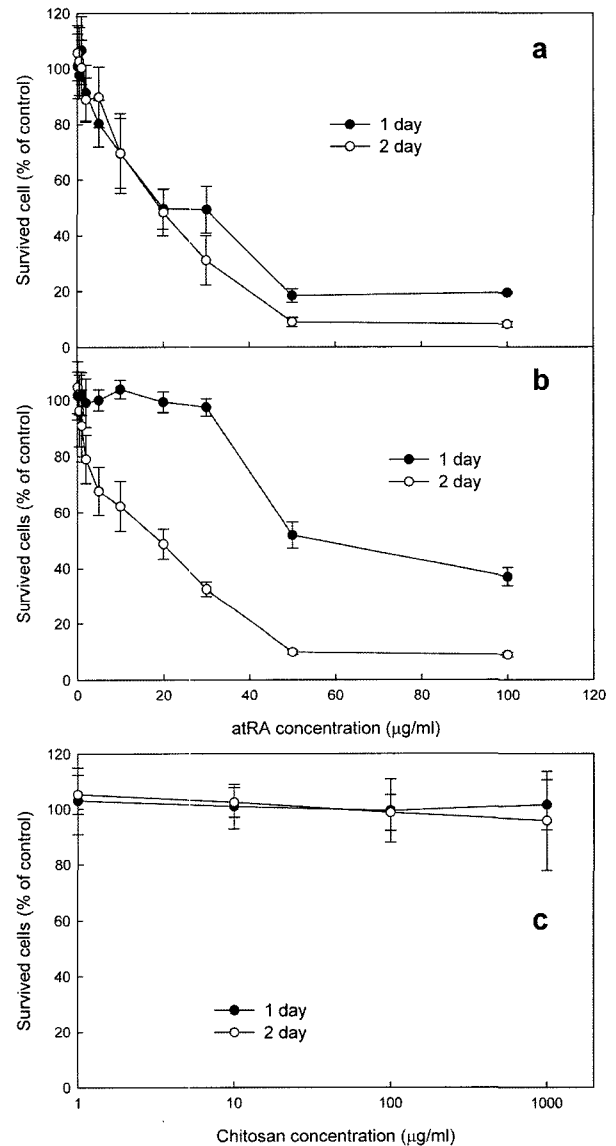 120
100
80
60
40
20
0
Survived cell (% of control)
a
1 day
2 day
100
80
60
40
20
0
Survived cells (% of control)
b
1 day
2 day
0
20
40
60
80
100
120
atRA concentration (μg/ml)
120
100
80
60
40
20
0
Survived cells (% of control)
c
1 day
2 day
1
10
100
1000
Chitosan concentration (μg/ml)